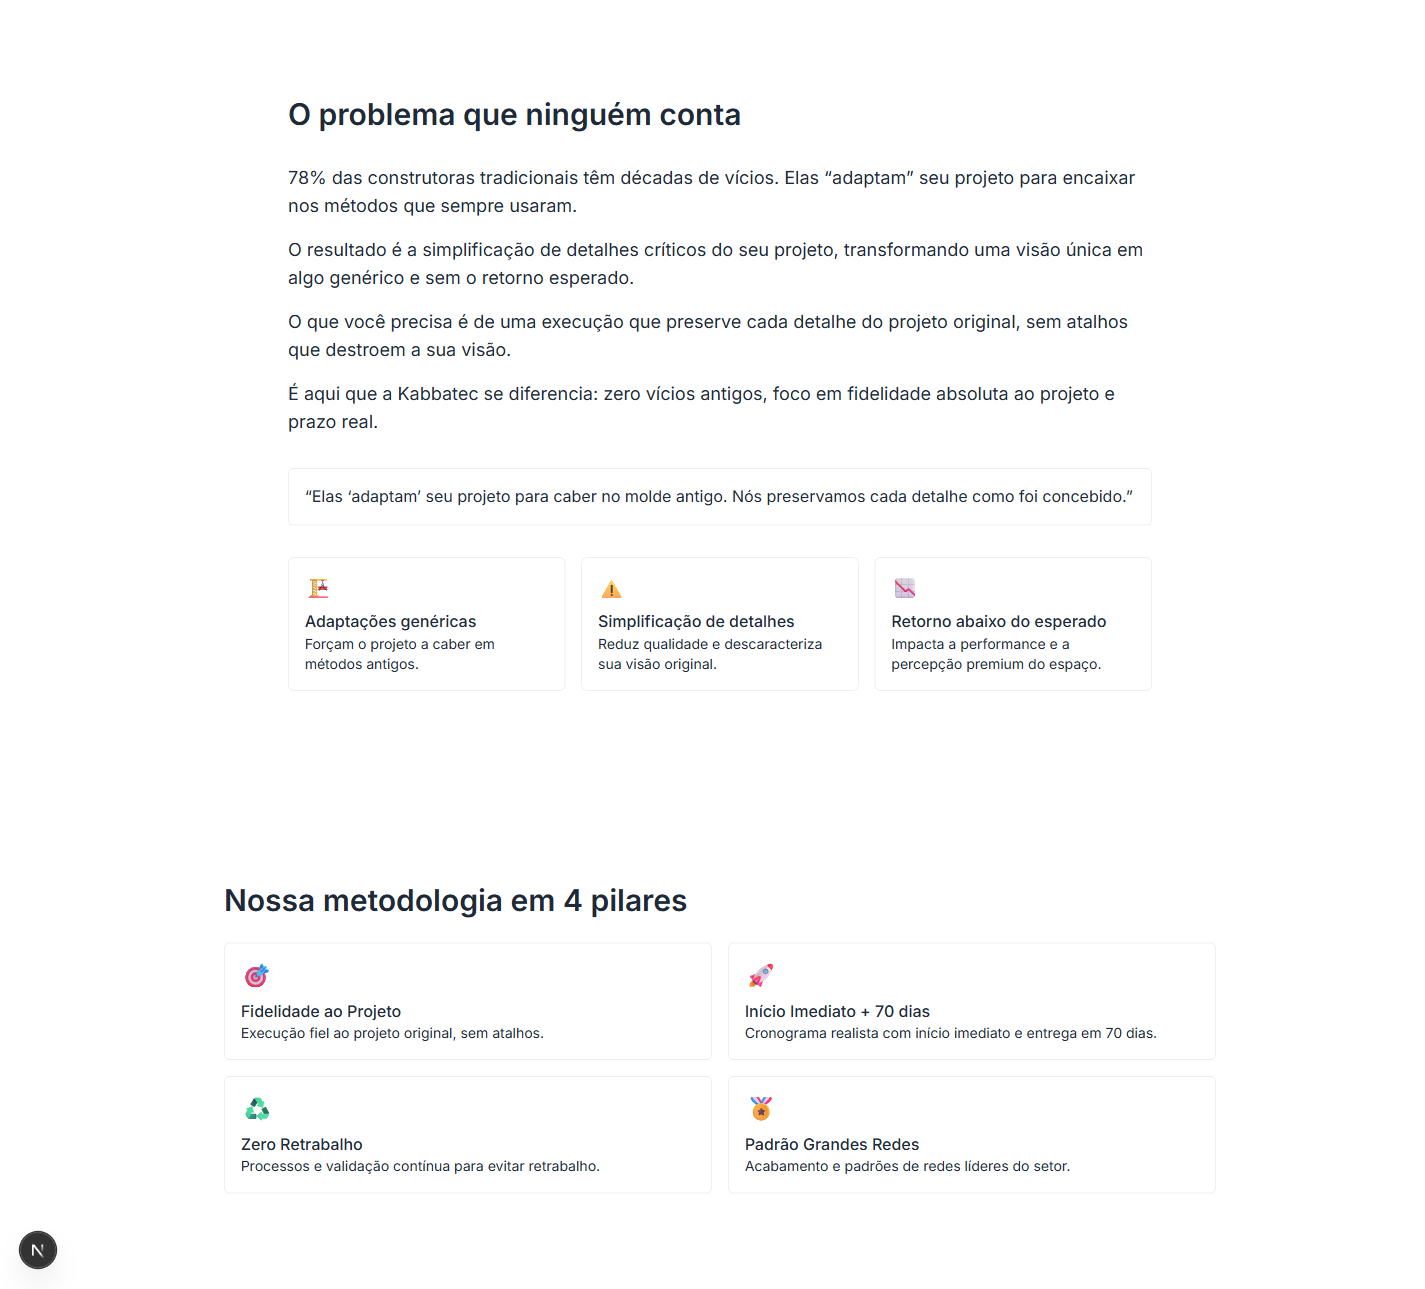 O problema que ninguém conta
78% das construtoras tradicionais têm décadas de vícios. Elas “adaptam” seu projeto para encaixar
nos métodos que sempre usaram.
O resultado é a simplificação de detalhes críticos do seu projeto, transformando uma visão única em
algo genérico e sem o retorno esperado.
O que você precisa é de uma execução que preserve cada detalhe do projeto original, sem atalhos
que destroem a sua visão.
É aqui que a Kabbatec se diferencia: zero vícios antigos, foco em fidelidade absoluta ao projeto e
prazo real.
“Elas ‘adaptam’ seu projeto para caber no molde antigo. Nós preservamos cada detalhe como foi concebido.”
Adaptações genéricas
Forçam o projeto a caber em
métodos antigos.
Simplificação de detalhes
Reduz qualidade e descaracteriza
sua visão original.
Retorno abaixo do esperado
Impacta a performance e a
percepção premium do espaço.
Nossa metodologia em 4 pilares
Fidelidade ao Projeto
Execução fiel ao projeto original, sem atalhos.
Início Imediato + 70 dias
Cronograma realista com início imediato e entrega em 70 dias.
Zero Retrabalho
Processos e validação contínua para evitar retrabalho.
Padrão Grandes Redes
Acabamento e padrões de redes líderes do setor.
N